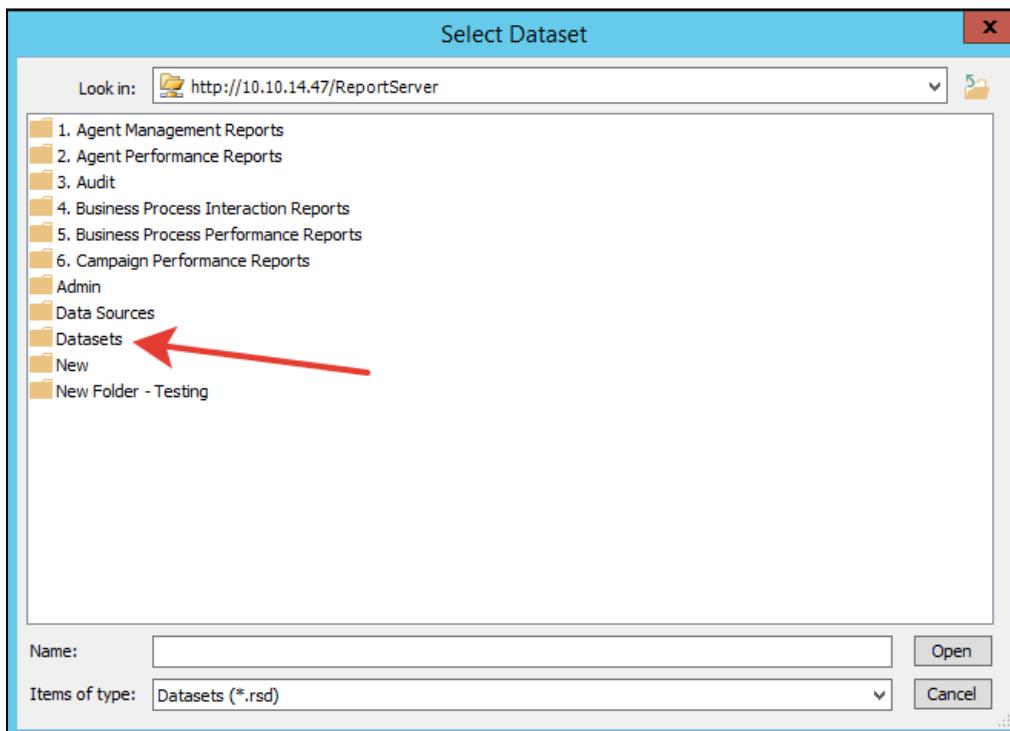 Select Dataset
x
Look in: http://10.10.14.47/ReportServer
1. Agent Management Reports
2. Agent Performance Reports
3. Audit
4. Business Process Interaction Reports
5. Business Process Performance Reports
6. Campaign Performance Reports
Admin
Data Sources
Datasets
New
New Folder - Testing
Name: Open
Items of type: Datasets (*.rsd) Cancel